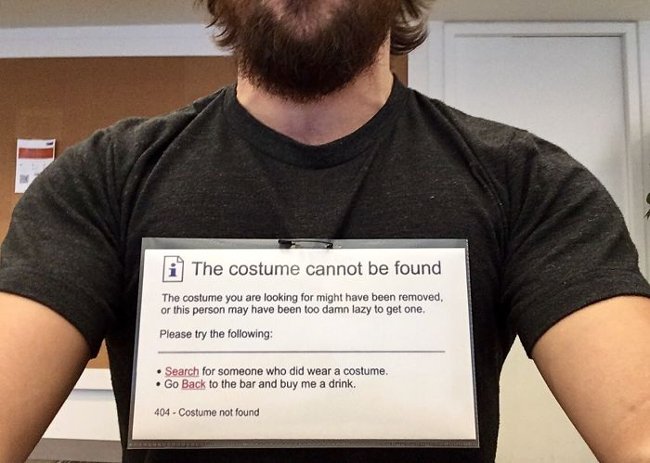 The costume cannot be found
The costume you are looking for might have been removed,
or this person may have been too damn lazy to get one.
Please try the following:
• Search for someone who did wear a costume.
• Go Back to the bar and buy me a drink.
404 - Costume not found